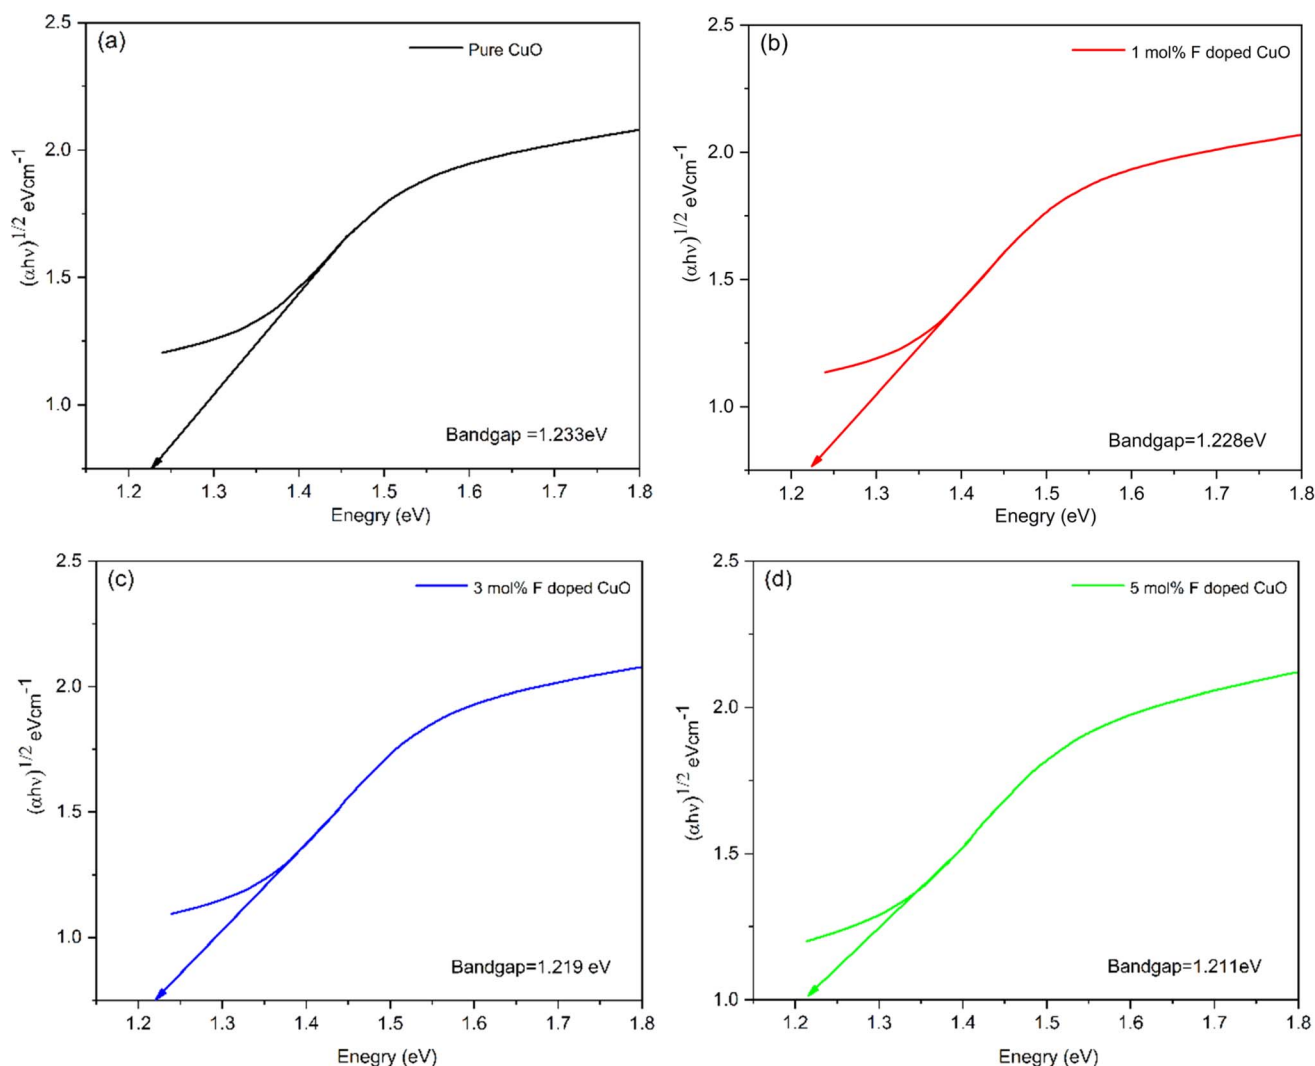 (a)
Pure CuO
2.5
2.0
1.5
1.0
(αhν)1/2 eVcm-1
Bandgap =1.233eV
1.2 1.3 1.4 1.5 1.6 1.7 1.8
Enegry (eV)
(b)
1 mol% F doped CuO
2.5
2.0
1.5
1.0
(αhν)1/2 eVcm-1
Bandgap=1.228eV
1.2 1.3 1.4 1.5 1.6 1.7 1.8
Enegry (eV)
(c)
3 mol% F doped CuO
2.5
2.0
1.5
1.0
(αhν)1/2 eVcm-1
Bandgap=1.219 eV
1.2 1.3 1.4 1.5 1.6 1.7 1.8
Enegry (eV)
(d)
5 mol% F doped CuO
2.5
2.0
1.5
1.0
(αhν)1/2 eVcm-1
Bandgap=1.211eV
1.2 1.3 1.4 1.5 1.6 1.7 1.8
Enegry (eV)